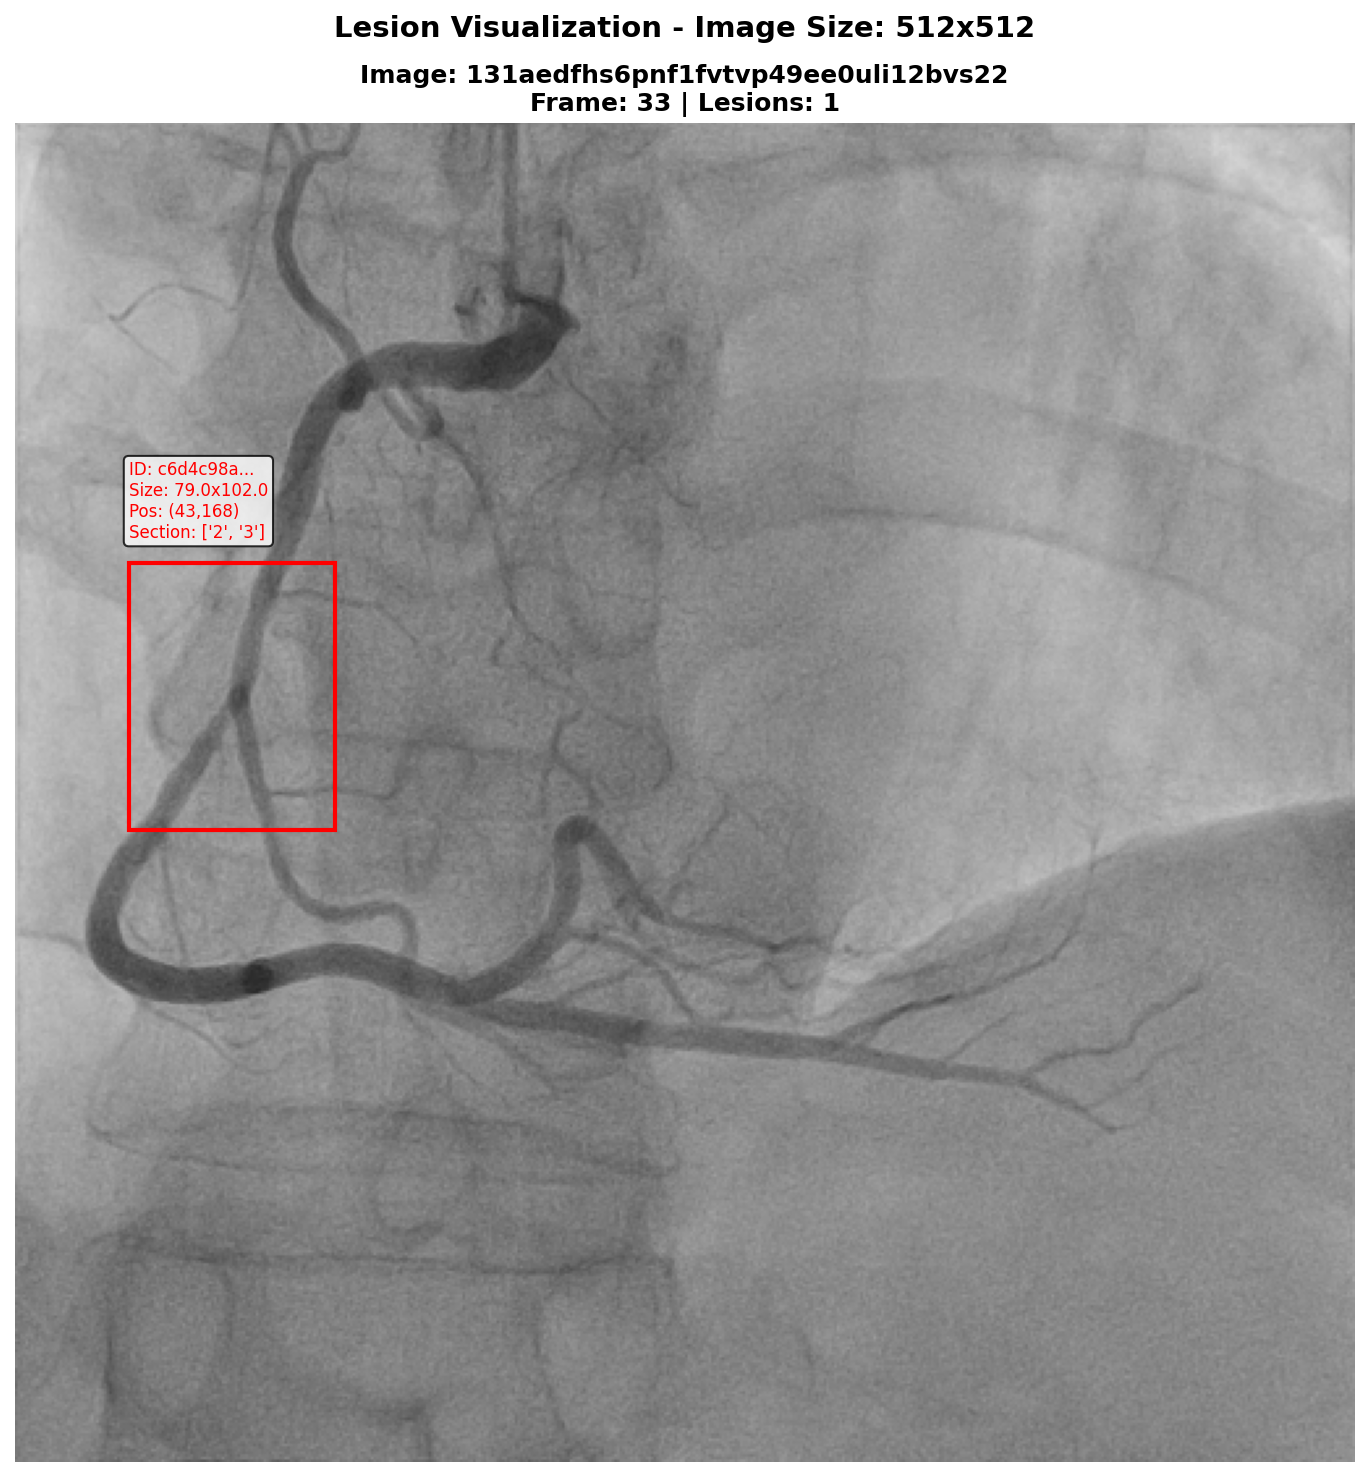 Lesion Visualization - Image Size: 512x512
Image: 131aedfhs6pnf1fvtvp49ee0uli12bvs22
Frame: 33 | Lesions: 1
ID: c6d4c98a...
Size: 79.0x102.0
Pos: (43,168)
Section: ['2', '3']